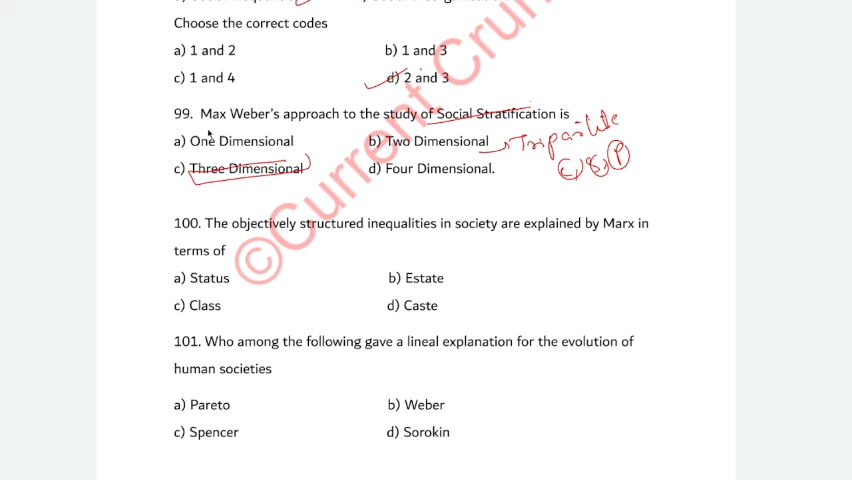 Choose the correct codes
a) 1 and 2 b) 1 and 3
c) 1 and 4 d) 2 and 3
99. Max Weber's approach to the study of Social Stratification is
a) One Dimensional b) Two Dimensional Tripartite
c) Three Dimensional d) Four Dimensional. C, S, P
100. The objectively structured inequalities in society are explained by Marx in
terms of
a) Status b) Estate
c) Class d) Caste
101. Who among the following gave a lineal explanation for the evolution of
human societies
a) Pareto b) Weber
c) Spencer d) Sorokin
©Current Crun